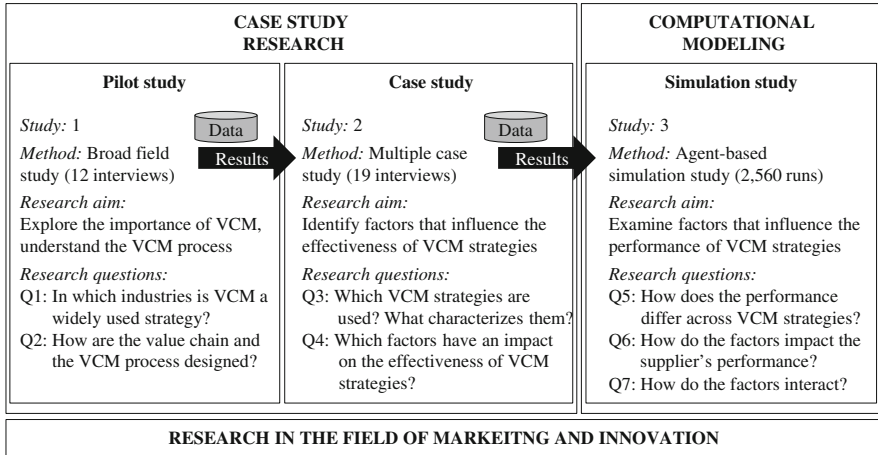 CASE STUDY
RESEARCH
COMPUTATIONAL
MODELING
Pilot study
Study: 1
Data
Method: Broad field
study (12 interviews)
Results
Research aim:
Explore the importance of VCM,
understand the VCM process
Research questions:
Q1: In which industries is VCM a
widely used strategy?
Q2: How are the value chain and
the VCM process designed?
Case study
Study: 2
Data
Method: Multiple case
study (19 interviews)
Results
Research aim:
Identify factors that influence the
effectiveness of VCM strategies
Research questions:
Q3: Which VCM strategies are
used? What characterizes them?
Q4: Which factors have an impact
on the effectiveness of VCM
strategies?
Simulation study
Study: 3
Method: Agent-based
simulation study (2,560 runs)
Research aim:
Examine factors that influence the
performance of VCM strategies
Research questions:
Q5: How does the performance
differ across VCM strategies?
Q6: How do the factors impact the
supplier's performance?
Q7: How do the factors interact?
RESEARCH IN THE FIELD OF MARKEITNG AND INNOVATION